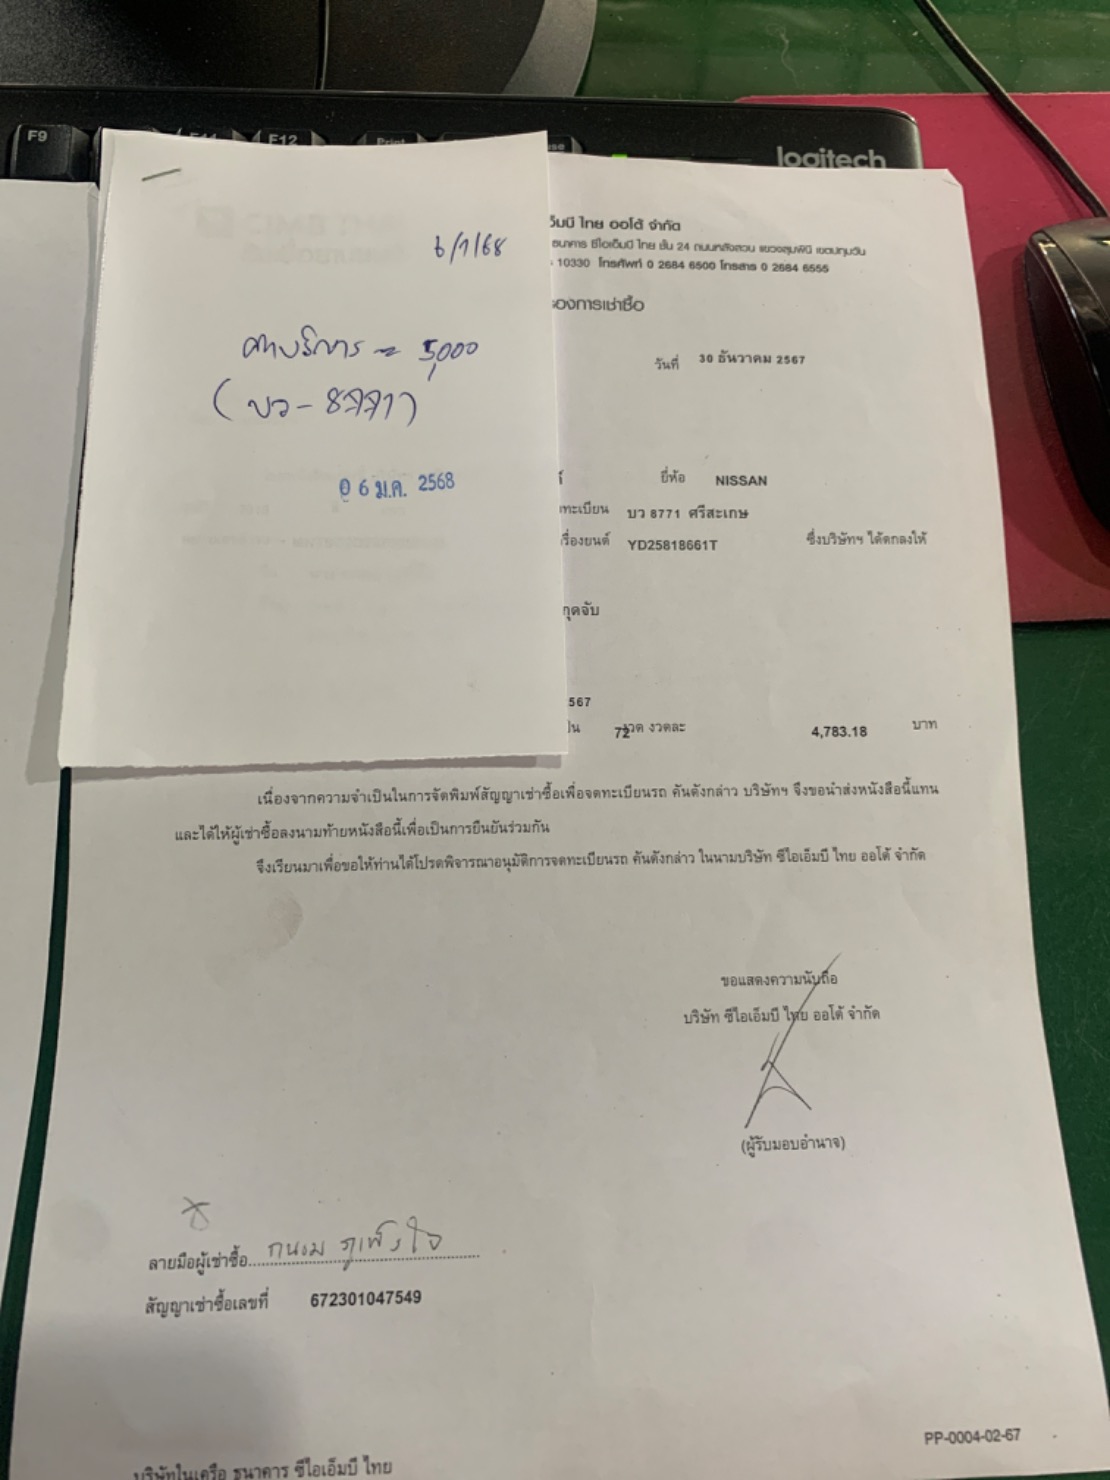 F9
F11
F12
Print
logitech
6/1/68
ค่าบริการ = 5,000
(บว - 8771)
0 6 ม.ค. 2568
เอ็มบี ไทย ออโต้ จำกัด
ธนาคาร ซีไอเอ็มบี ไทย ชั้น 24 ถนนหลังสวน แขวงลุมพินี เขตปทุมวัน
10330 โทรศัพท์ 0 2684 6500 โทรสาร 0 2684 6555
องการเช่าซื้อ
วันที่ 30 ธันวาคม 2567
ยี่ห้อ NISSAN
ทะเบียน บว 8771 ศรีสะเกษ
รื่องยนต์ YD25818661T ซึ่งบริษัทฯ ได้ตกลงให้
กุดจับ
567
72 งวด งวดละ 4,783.18 บาท
เนื่องจากความจำเป็นในการจัดพิมพ์สัญญาเช่าซื้อเพื่อจดทะเบียนรถ คันดังกล่าว บริษัทฯ จึงขอนำส่งหนังสือนี้แทน
และได้ให้ผู้เช่าซื้อลงนามท้ายหนังสือนี้เพื่อเป็นการยืนยันร่วมกัน
จึงเรียนมาเพื่อขอให้ท่านได้โปรดพิจารณาอนุมัติการจดทะเบียนรถ คันดังกล่าว ในนามบริษัท ซีไอเอ็มบี ไทย ออโต้ จำกัด
ขอแสดงความนับถือ
บริษัท ซีไอเอ็มบี ไทย ออโต้ จำกัด
(ผู้รับมอบอำนาจ)
ลายมือผู้เช่าซื้อ ถนอม ภูเพ็งใจ
สัญญาเช่าซื้อเลขที่ 672301047549
PP-0004-02-67
บริษัทในเครือ ธนาคาร ซีไอเอ็มบี ไทย